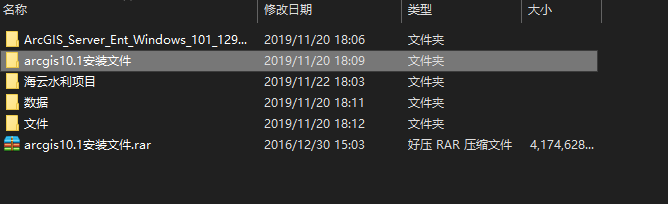 名称 修改日期 类型 大小
ArcGIS_Server_Ent_Windows_101_129... 2019/11/20 18:06 文件夹
arcgis10.1安装文件 2019/11/20 18:09 文件夹
海云水利项目 2019/11/22 18:03 文件夹
数据 2019/11/20 18:11 文件夹
文件 2019/11/20 18:12 文件夹
arcgis10.1安装文件.rar 2016/12/30 15:03 好压 RAR 压缩文件 4,174,628...